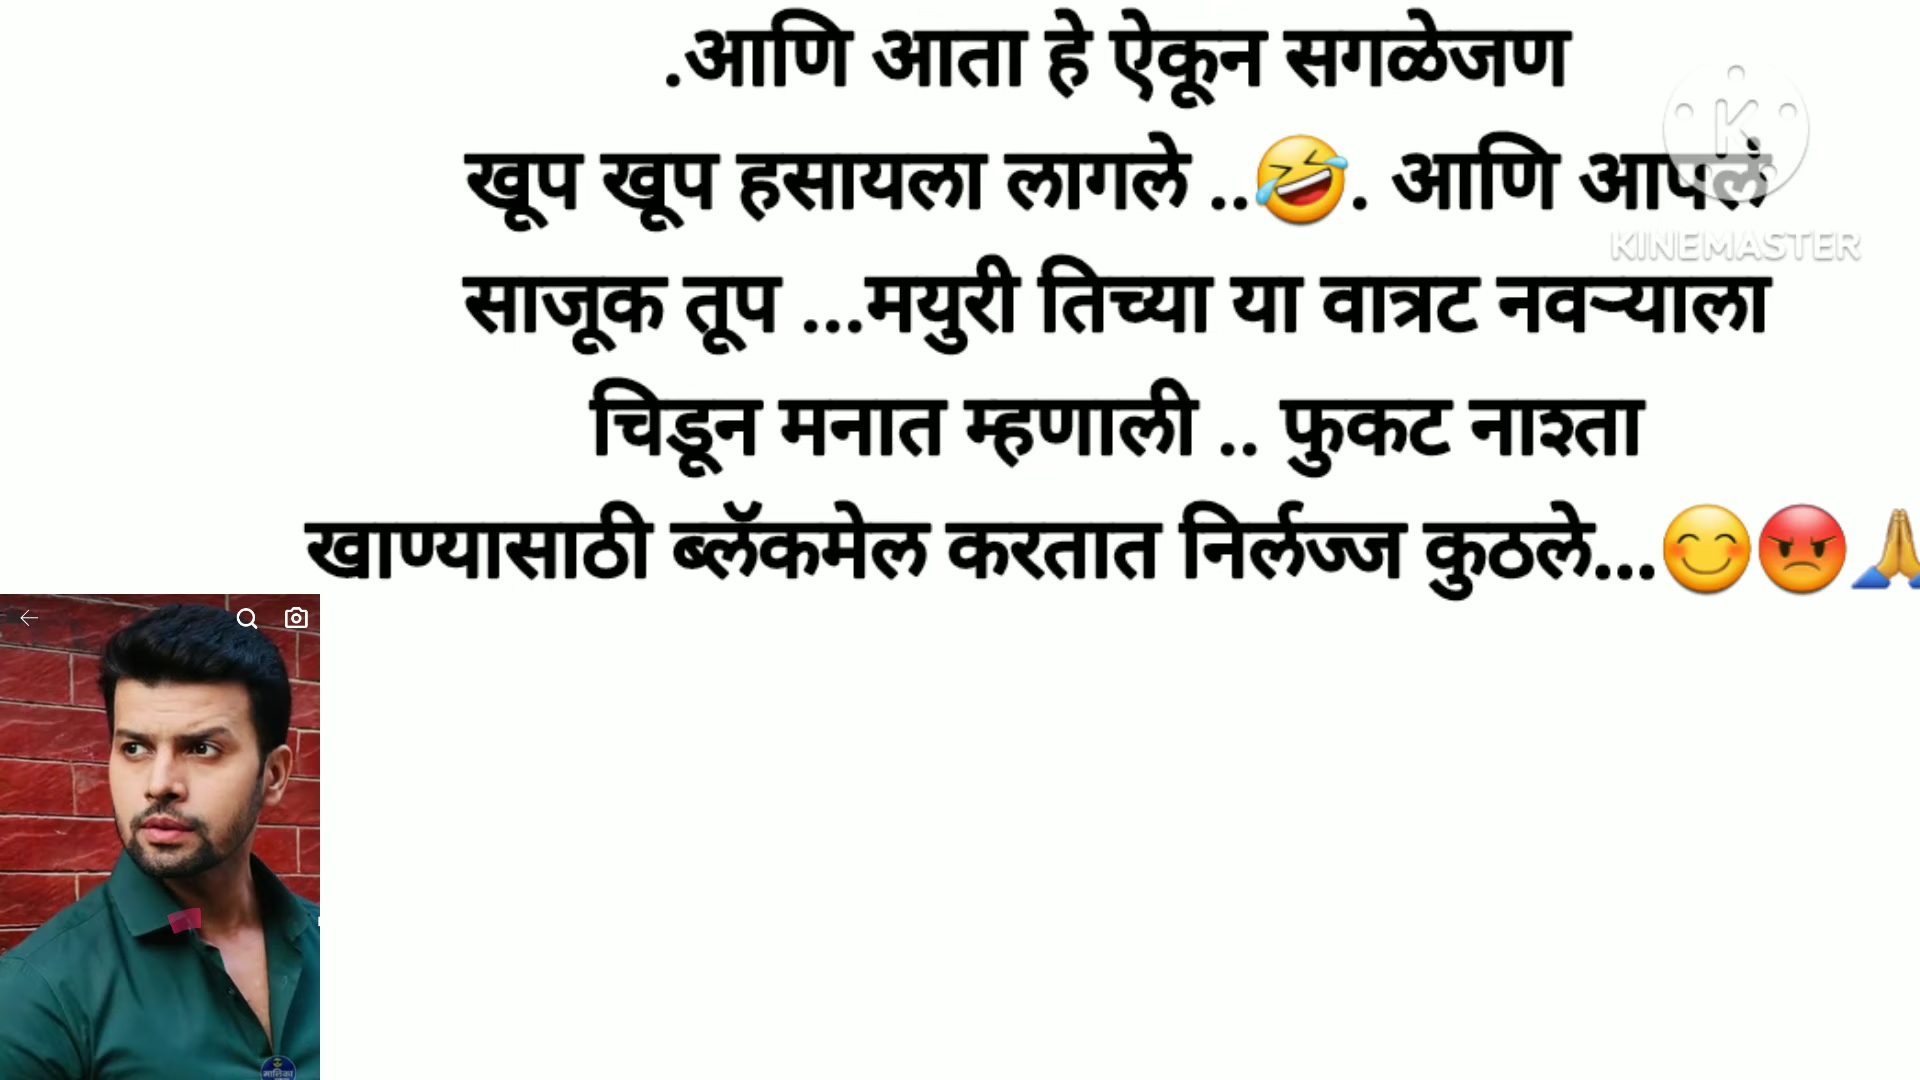 .आणि आता हे ऐकून सगळेजण
खूप खूप हसायला लागले ..🤣. आणि आपलं
KINEMASTER
साजूक तूप ...मयुरी तिच्या या वात्रट नवऱ्याला
चिडून मनात म्हणाली .. फुकट नाश्ता
खाण्यासाठी ब्लॅकमेल करतात निर्लज्ज कुठले...😊😡🙏
मालिका